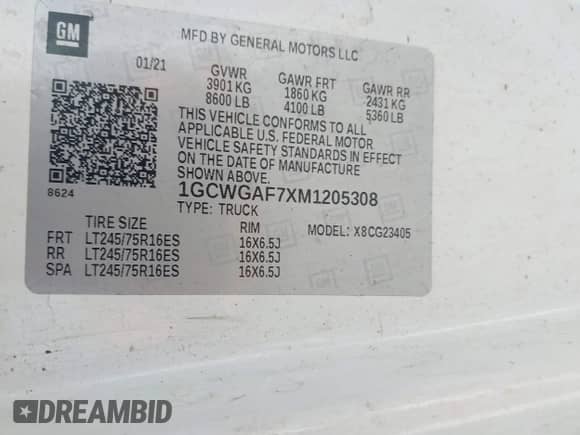 GM
MFD BY GENERAL MOTORS LLC
01/21 GVWR GAWR FRT GAWR RR
3901 KG 1860 KG 2431 KG
8600 LB 4100 LB 5360 LB
THIS VEHICLE CONFORMS TO ALL
APPLICABLE U.S. FEDERAL MOTOR
VEHICLE SAFETY STANDARDS IN EFFECT
ON THE DATE OF MANUFACTURE
SHOWN ABOVE.
8624 1GCWGAF7XM1205308
TYPE: TRUCK
TIRE SIZE RIM MODEL: X8CG23405
FRT LT245/75R16ES 16X6.5J
RR LT245/75R16ES 16X6.5J
SPA LT245/75R16ES 16X6.5J
DREAMBID